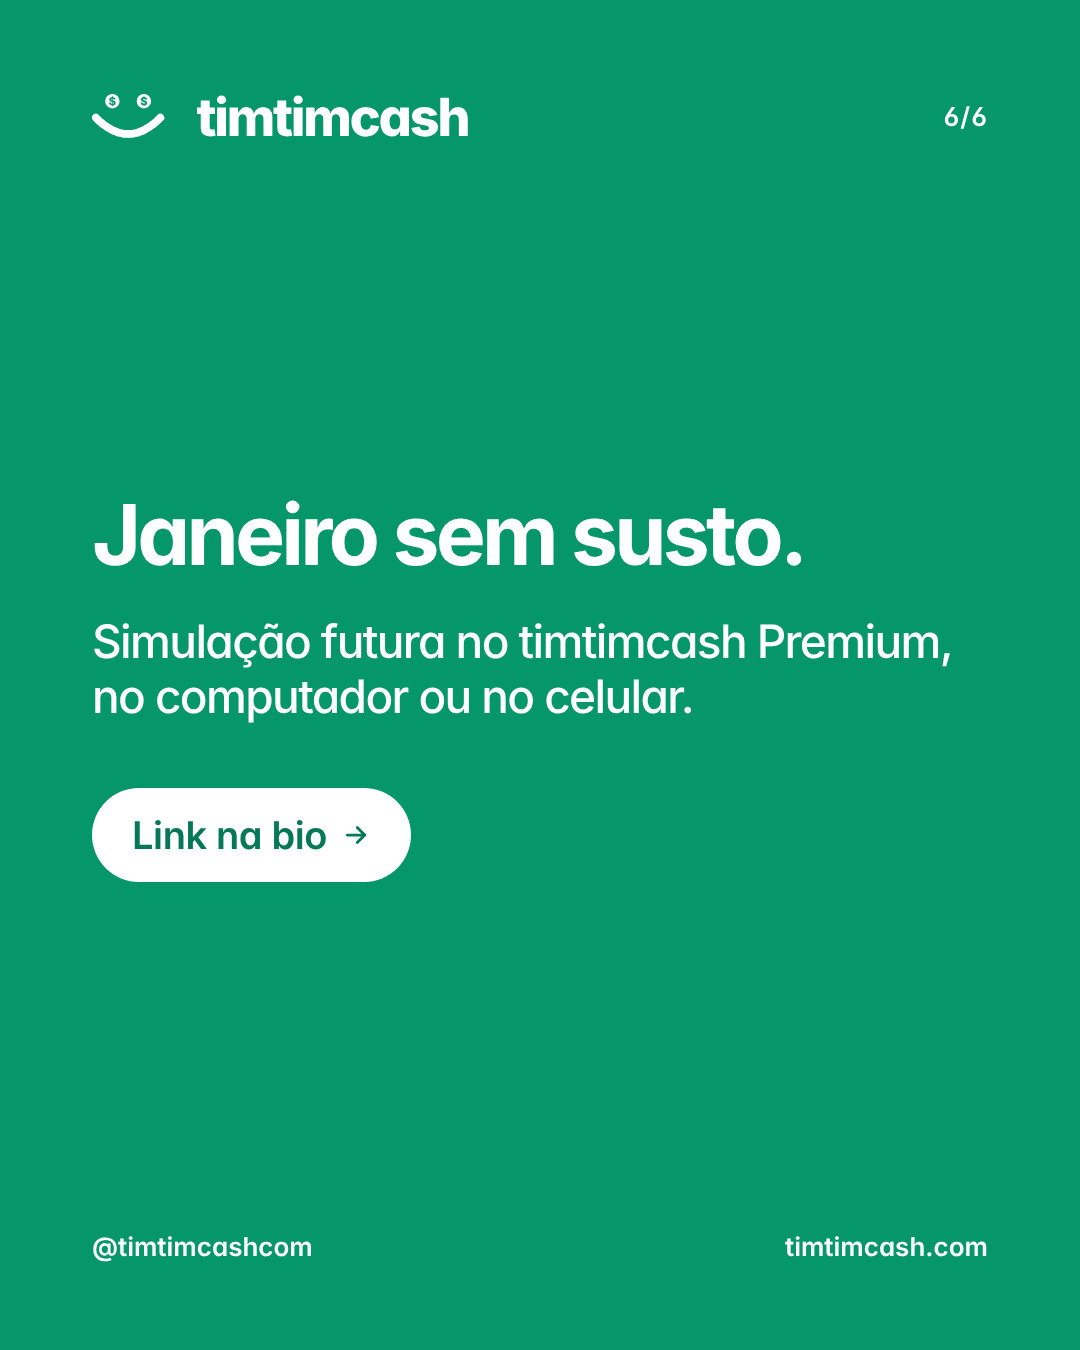 timtimcash
6/6
Janeiro sem susto.
Simulação futura no timtimcash Premium,
no computador ou no celular.
Link na bio →
@timtimcashcom
timtimcash.com